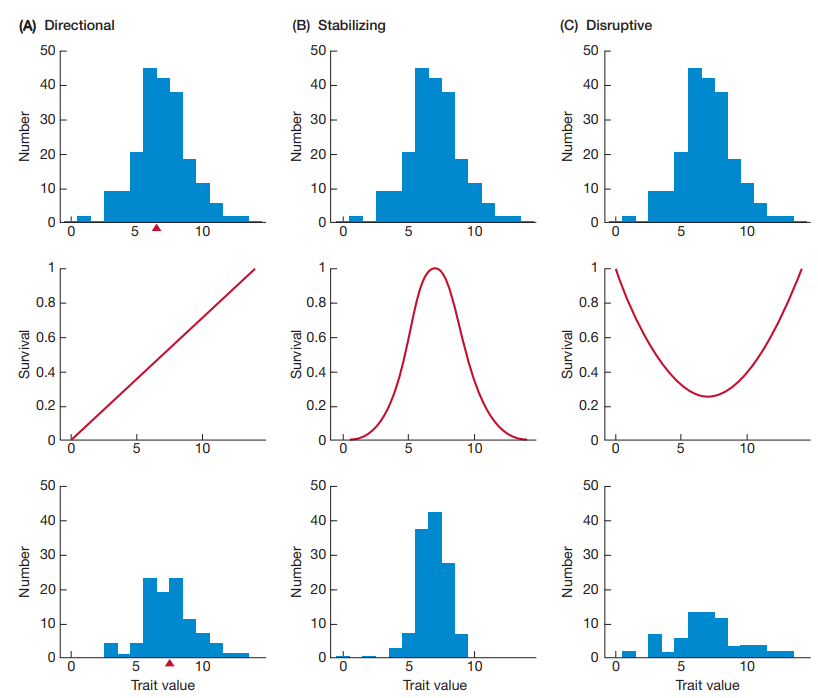 (A) Directional
(B) Stabilizing
(C) Disruptive
50
40
30
20
10
0
Number
0 5 10
50
40
30
20
10
0
Number
0 5 10
50
40
30
20
10
0
Number
0 5 10
1
0.8
0.6
0.4
0.2
0
Survival
0 5 10
1
0.8
0.6
0.4
0.2
0
Survival
0 5 10
1
0.8
0.6
0.4
0.2
0
Survival
0 5 10
50
40
30
20
10
0
Number
0 5 10
Trait value
50
40
30
20
10
0
Number
0 5 10
Trait value
50
40
30
20
10
0
Number
0 5 10
Trait value